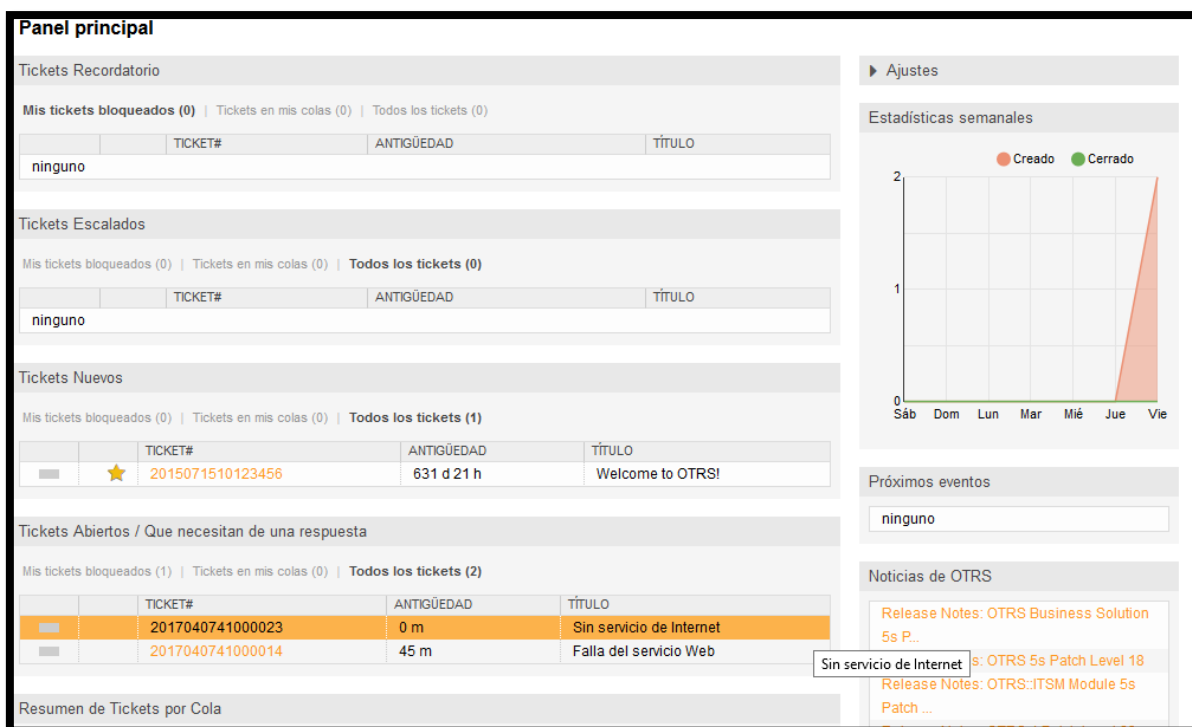 Panel principal
Tickets Recordatorio
Mis tickets bloqueados (0) | Tickets en mis colas (0) | Todos los tickets (0)
TICKET# ANTIGÜEDAD TÍTULO
ninguno
Tickets Escalados
Mis tickets bloqueados (0) | Tickets en mis colas (0) | Todos los tickets (0)
TICKET# ANTIGÜEDAD TÍTULO
ninguno
Tickets Nuevos
Mis tickets bloqueados (0) | Tickets en mis colas (0) | Todos los tickets (1)
TICKET# ANTIGÜEDAD TÍTULO
2015071510123456 631 d 21 h Welcome to OTRS!
Tickets Abiertos / Que necesitan de una respuesta
Mis tickets bloqueados (1) | Tickets en mis colas (0) | Todos los tickets (2)
TICKET# ANTIGÜEDAD TÍTULO
2017040741000023 0 m Sin servicio de Internet
2017040741000014 45 m Falla del servicio Web
Sin servicio de Internet
Resumen de Tickets por Cola
Ajustes
Estadísticas semanales
Creado Cerrado
2
1
0
Sáb Dom Lun Mar Mié Jue Vie
Próximos eventos
ninguno
Noticias de OTRS
Release Notes: OTRS Business Solution
5s P...
s: OTRS 5s Patch Level 18
Release Notes: OTRS::ITSM Module 5s
Patch ...